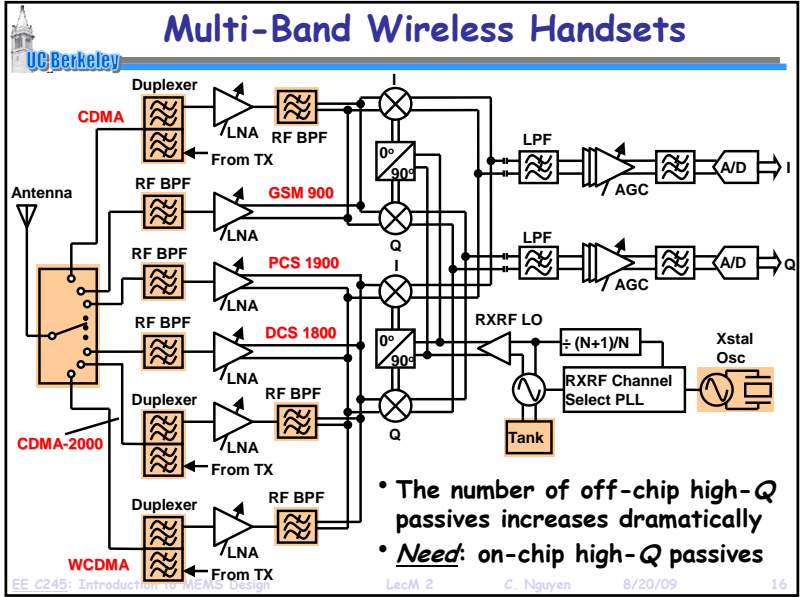 Multi-Band Wireless Handsets
UC Berkeley
Duplexer
CDMA
LNA
RF BPF
From TX
I
0o
90o
Q
LPF
AGC
A/D
I
Antenna
RF BPF
GSM 900
LNA
LPF
AGC
A/D
Q
RF BPF
PCS 1900
LNA
I
0o
90o
Q
RF BPF
DCS 1800
LNA
RXRF LO
÷ (N+1)/N
Xstal
Osc
RXRF Channel
Select PLL
Tank
Duplexer
RF BPF
CDMA-2000
LNA
From TX
Duplexer
RF BPF
LNA
WCDMA
From TX
• The number of off-chip high-Q
passives increases dramatically
• Need: on-chip high-Q passives
EE C245: Introduction to MEMS Design LecM 2 C. Nguyen 8/20/09 16